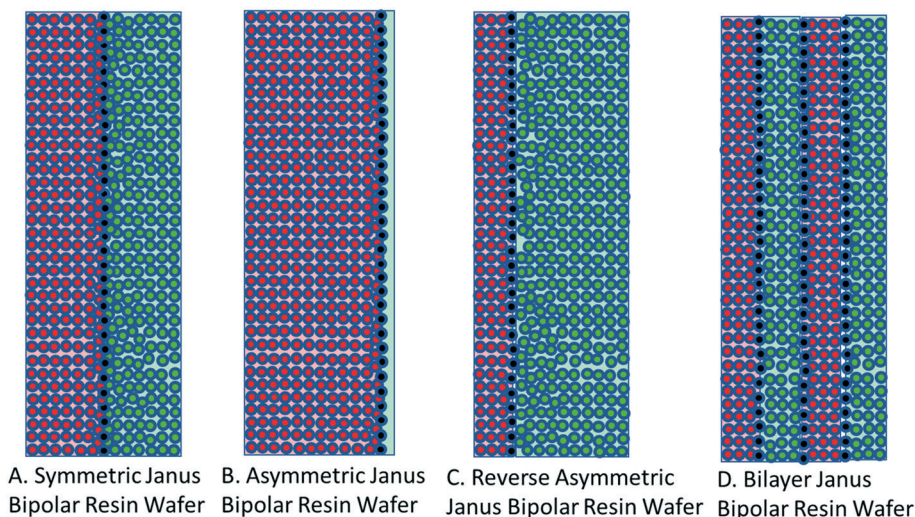 A. Symmetric Janus
Bipolar Resin Wafer
B. Asymmetric Janus
Bipolar Resin Wafer
C. Reverse Asymmetric
Janus Bipolar Resin Wafer
D. Bilayer Janus
Bipolar Resin Wafer